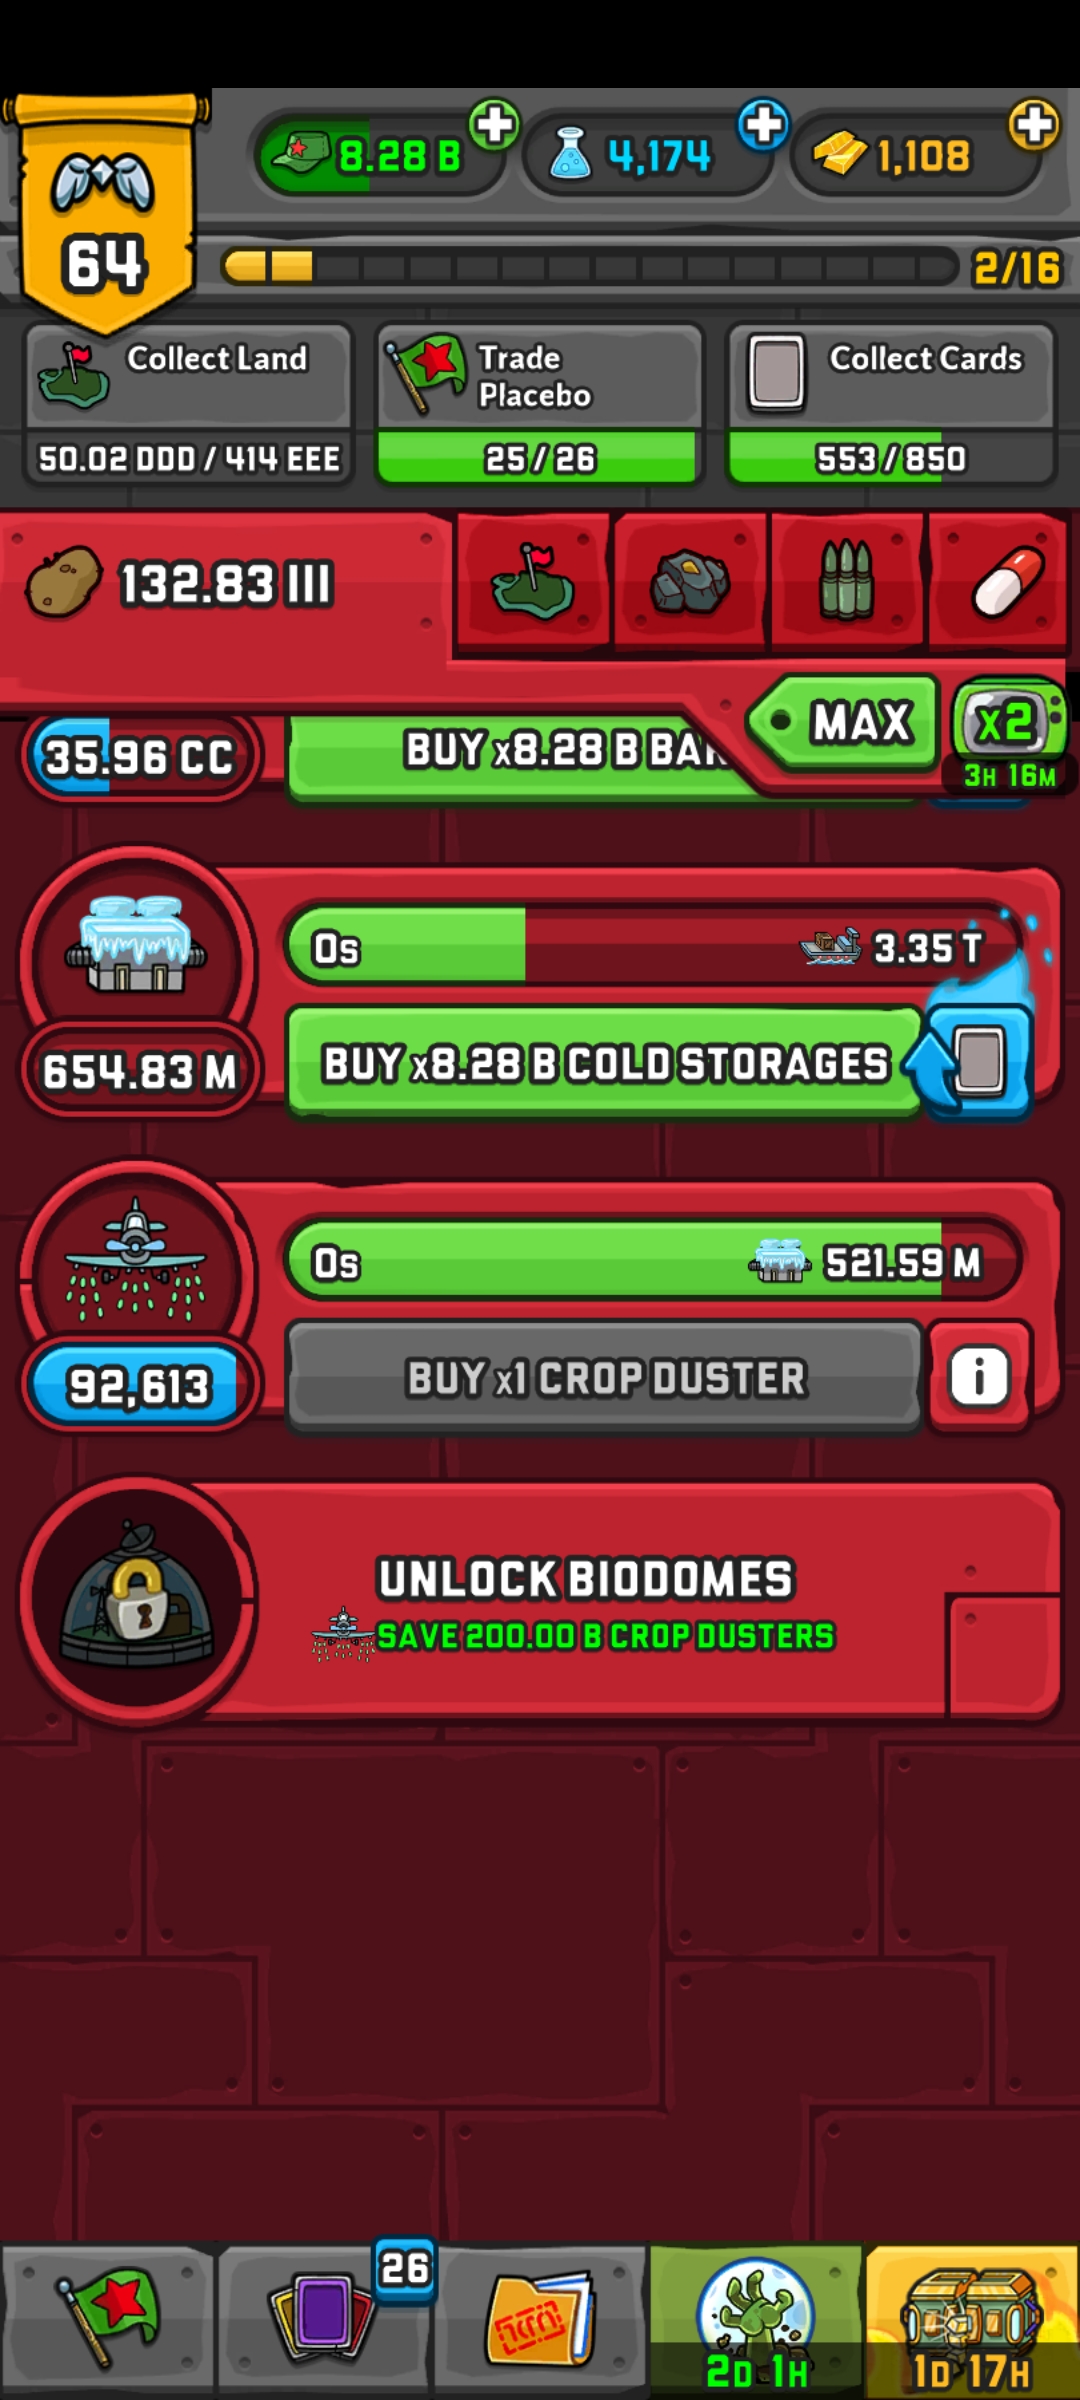 64
8.28 B
4,174
1,108
2/16
Collect Land
50.02 DDD / 414 EEE
Trade
Placebo
25 / 26
Collect Cards
553 / 850
132.83 III
MAX
x2
3H 16M
35.96 CC
BUY x8.28 B BAR
0s
3.35 T
654.83 M
BUY x8.28 B COLD STORAGES
0s
521.59 M
92,613
BUY x1 CROP DUSTER
i
UNLOCK BIODOMES
SAVE 200.00 B CROP DUSTERS
26
2D 1H
1D 17H